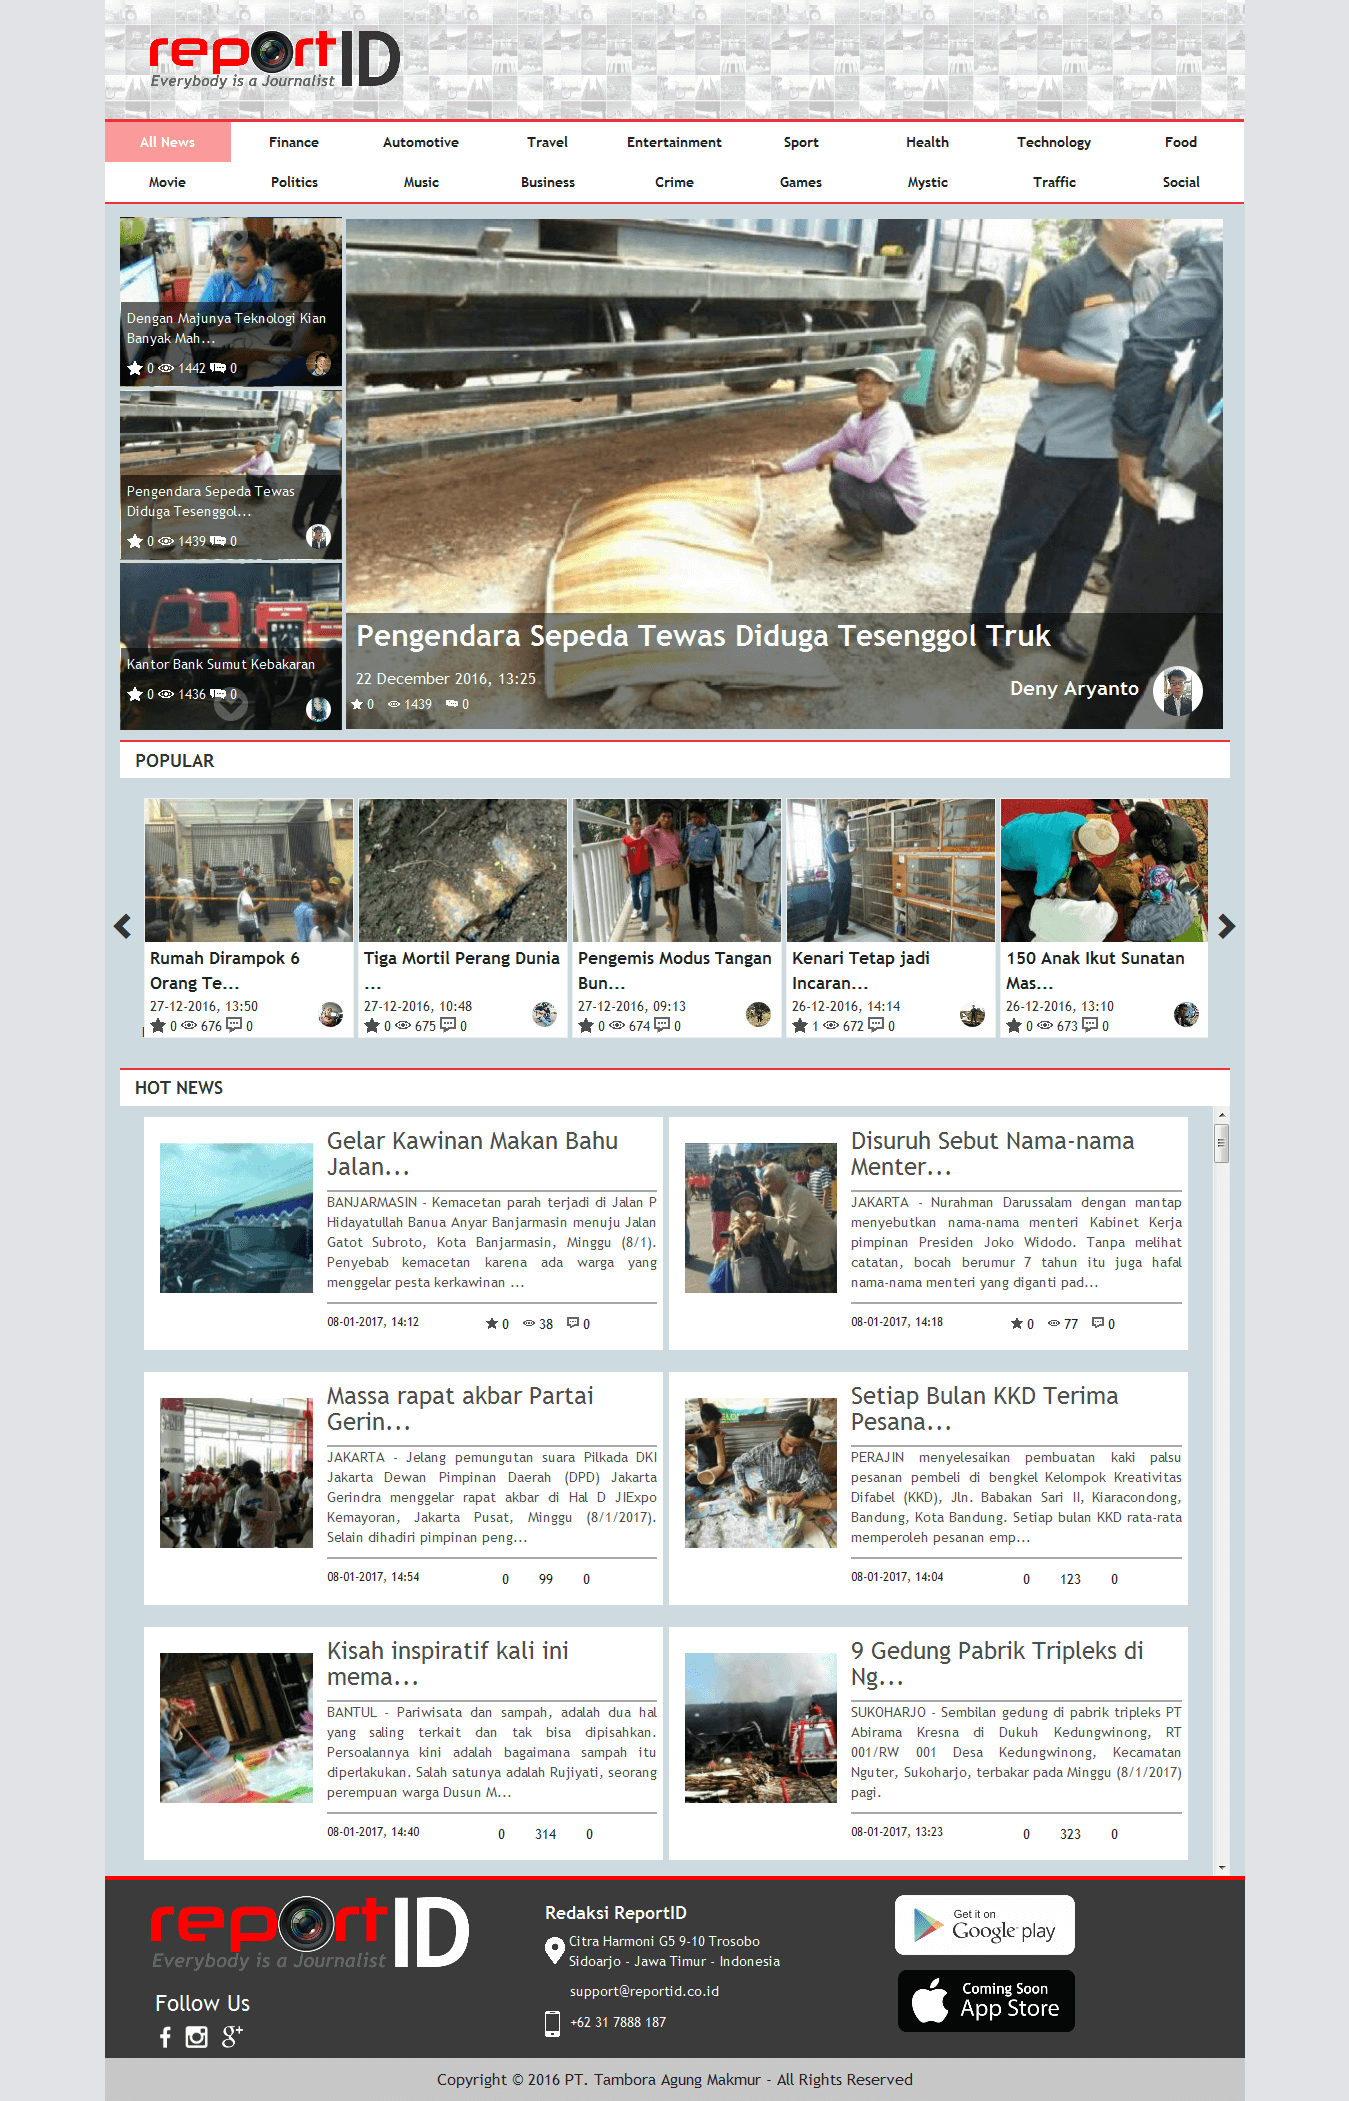 reportID
Everybody is a Journalist
All News Finance Automotive Travel Entertainment Sport Health Technology Food
Movie Politics Music Business Crime Games Mystic Traffic Social
Dengan Majunya Teknologi Kian
Banyak Mah...
0 1442 0
Pengendara Sepeda Tewas
Diduga Tesenggol...
0 1439 0
Kantor Bank Sumut Kebakaran
0 1436 0
Pengendara Sepeda Tewas Diduga Tesenggol Truk
22 December 2016, 13:25
Deny Aryanto
0 1439 0
POPULAR
Rumah Dirampok 6
Orang Te...
27-12-2016, 13:50
0 676 0
Tiga Mortil Perang Dunia
...
27-12-2016, 10:48
0 675 0
Pengemis Modus Tangan
Bun...
27-12-2016, 09:13
0 674 0
Kenari Tetap jadi
Incaran...
26-12-2016, 14:14
1 672 0
150 Anak Ikut Sunatan
Mas...
26-12-2016, 13:10
0 673 0
HOT NEWS
Gelar Kawinan Makan Bahu
Jalan...
BANJARMASIN - Kemacetan parah terjadi di Jalan P
Hidayatullah Banua Anyar Banjarmasin menuju Jalan
Gatot Subroto, Kota Banjarmasin, Minggu (8/1).
Penyebab kemacetan karena ada warga yang
menggelar pesta kerkawinan ...
08-01-2017, 14:12 0 38 0
Disuruh Sebut Nama-nama
Menter...
JAKARTA - Nurahman Darussalam dengan mantap
menyebutkan nama-nama menteri Kabinet Kerja
pimpinan Presiden Joko Widodo. Tanpa melihat
catatan, bocah berumur 7 tahun itu juga hafal
nama-nama menteri yang diganti pad...
08-01-2017, 14:18 0 77 0
Massa rapat akbar Partai
Gerin...
JAKARTA - Jelang pemungutan suara Pilkada DKI
Jakarta Dewan Pimpinan Daerah (DPD) Jakarta
Gerindra menggelar rapat akbar di Hal D JIExpo
Kemayoran, Jakarta Pusat, Minggu (8/1/2017).
Selain dihadiri pimpinan peng...
08-01-2017, 14:54 0 99 0
Setiap Bulan KKD Terima
Pesana...
PERAJIN menyelesaikan pembuatan kaki palsu
pesanan pembeli di bengkel Kelompok Kreativitas
Difabel (KKD), Jln. Babakan Sari II, Kiaracondong,
Bandung, Kota Bandung. Setiap bulan KKD rata-rata
memperoleh pesanan emp...
08-01-2017, 14:04 0 123 0
Kisah inspiratif kali ini
mema...
BANTUL - Pariwisata dan sampah, adalah dua hal
yang saling terkait dan tak bisa dipisahkan.
Persoalannya kini adalah bagaimana sampah itu
diperlakukan. Salah satunya adalah Rujiyati, seorang
perempuan warga Dusun M...
08-01-2017, 14:40 0 314 0
9 Gedung Pabrik Tripleks di
Ng...
SUKOHARJO - Sembilan gedung di pabrik tripleks PT
Abirama Kresna di Dukuh Kedungwinong, RT
001/RW 001 Desa Kedungwinong, Kecamatan
Nguter, Sukoharjo, terbakar pada Minggu (8/1/2017)
pagi.
08-01-2017, 13:23 0 323 0
reportID
Everybody is a Journalist
Follow Us
Redaksi ReportID
Citra Harmoni G5 9-10 Trosobo
Sidoarjo - Jawa Timur - Indonesia
support@reportid.co.id
+62 31 7888 187
Get it on
Google play
Coming Soon
App Store
Copyright © 2016 PT. Tambora Agung Makmur - All Rights Reserved